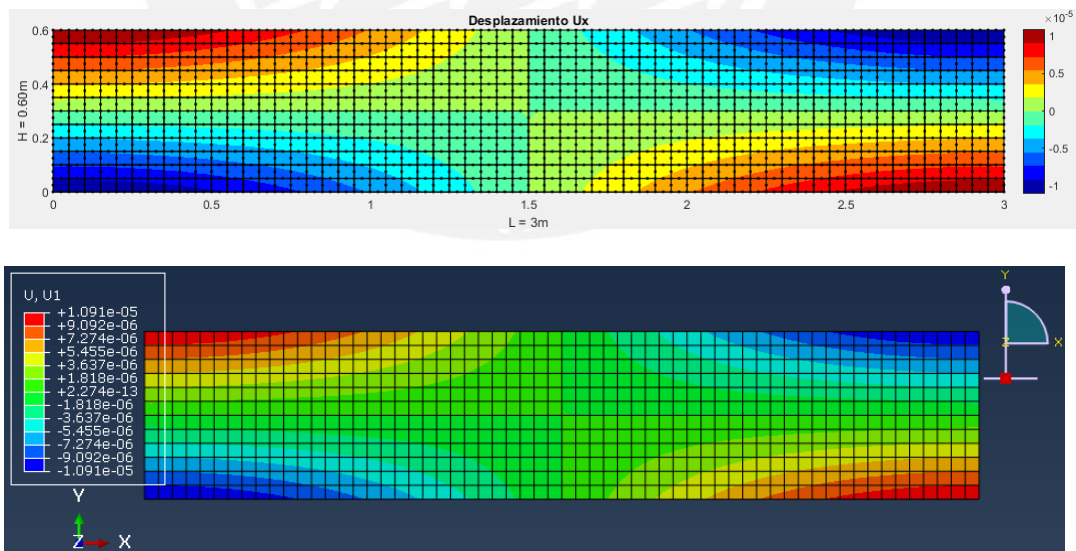 Desplazamiento Ux
×10⁻⁵
0.6
0.4
0.2
0
H = 0.60m
0
0.5
1
1.5
2
2.5
3
L = 3m
1
0.5
0
-0.5
-1
U, U1
+1.091e-05
+9.092e-06
+7.274e-06
+5.455e-06
+3.637e-06
+1.818e-06
+2.274e-13
-1.818e-06
-3.637e-06
-5.455e-06
-7.274e-06
-9.092e-06
-1.091e-05
Y
Z X
Y
Z X